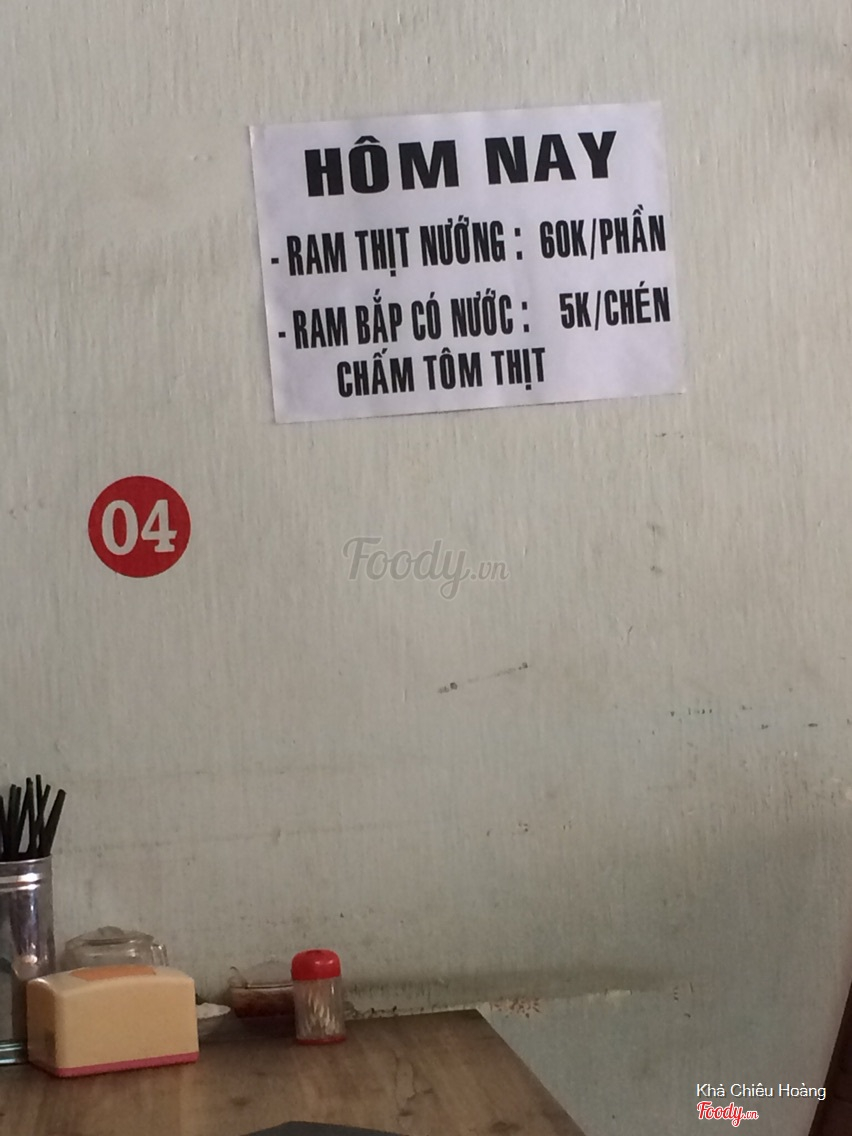 HÔM NAY
- RAM THỊT NƯỚNG : 60K/PHẦN
- RAM BẮP CÓ NƯỚC : 5K/CHÉN
CHẤM TÔM THỊT
04
Foody.vn
Khả Chiêu Hoàng
Foody.vn